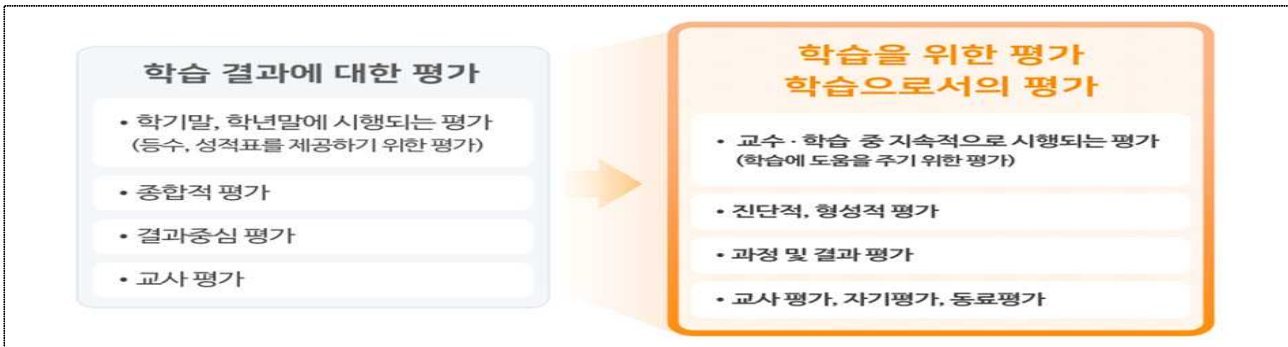 학습 결과에 대한 평가
• 학기말, 학년말에 시행되는 평가
(등수, 성적표를 제공하기 위한 평가)
• 종합적 평가
• 결과중심 평가
• 교사 평가
학습을 위한 평가
학습으로서의 평가
• 교수 · 학습 중 지속적으로 시행되는 평가
(학습에 도움을 주기 위한 평가)
• 진단적, 형성적 평가
• 과정 및 결과 평가
• 교사 평가, 자기평가, 동료평가